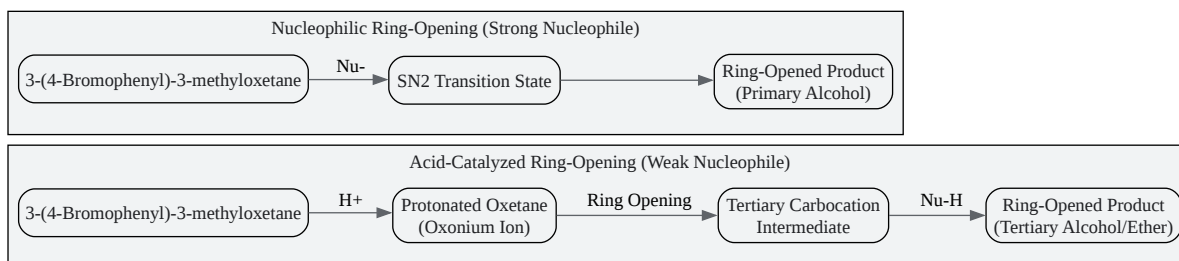 Nucleophilic Ring-Opening (Strong Nucleophile)
3-(4-Bromophenyl)-3-methyloxetane
Nu-
SN2 Transition State
Ring-Opened Product
(Primary Alcohol)
Acid-Catalyzed Ring-Opening (Weak Nucleophile)
3-(4-Bromophenyl)-3-methyloxetane
H+
Protonated Oxetane
(Oxonium Ion)
Ring Opening
Tertiary Carbocation
Intermediate
Nu-H
Ring-Opened Product
(Tertiary Alcohol/Ether)